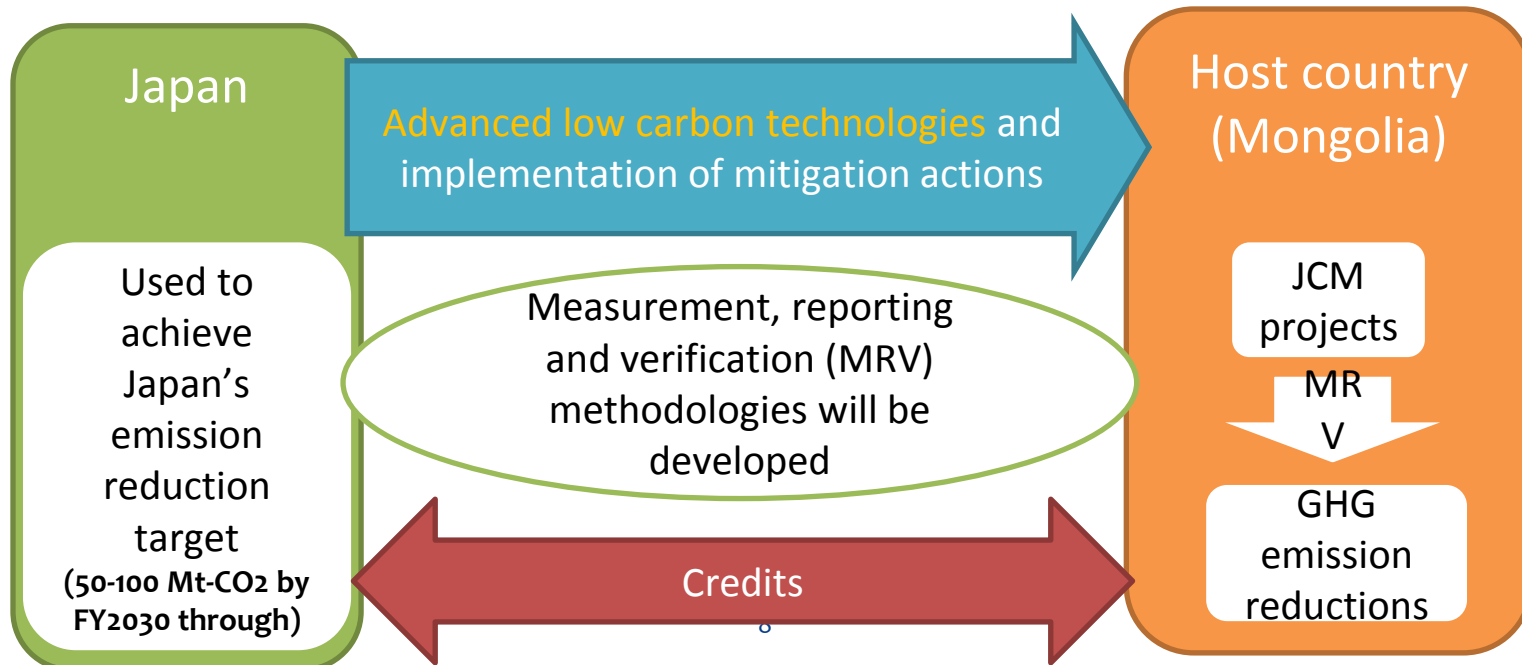 Japan
Advanced low carbon technologies and
implementation of mitigation actions
Host country
(Mongolia)
Used to
achieve
Japan’s
emission
reduction
target
(50-100 Mt-CO2 by
FY2030 through)
Measurement, reporting
and verification (MRV)
methodologies will be
developed
JCM
projects
MR
V
GHG
emission
reductions
Credits